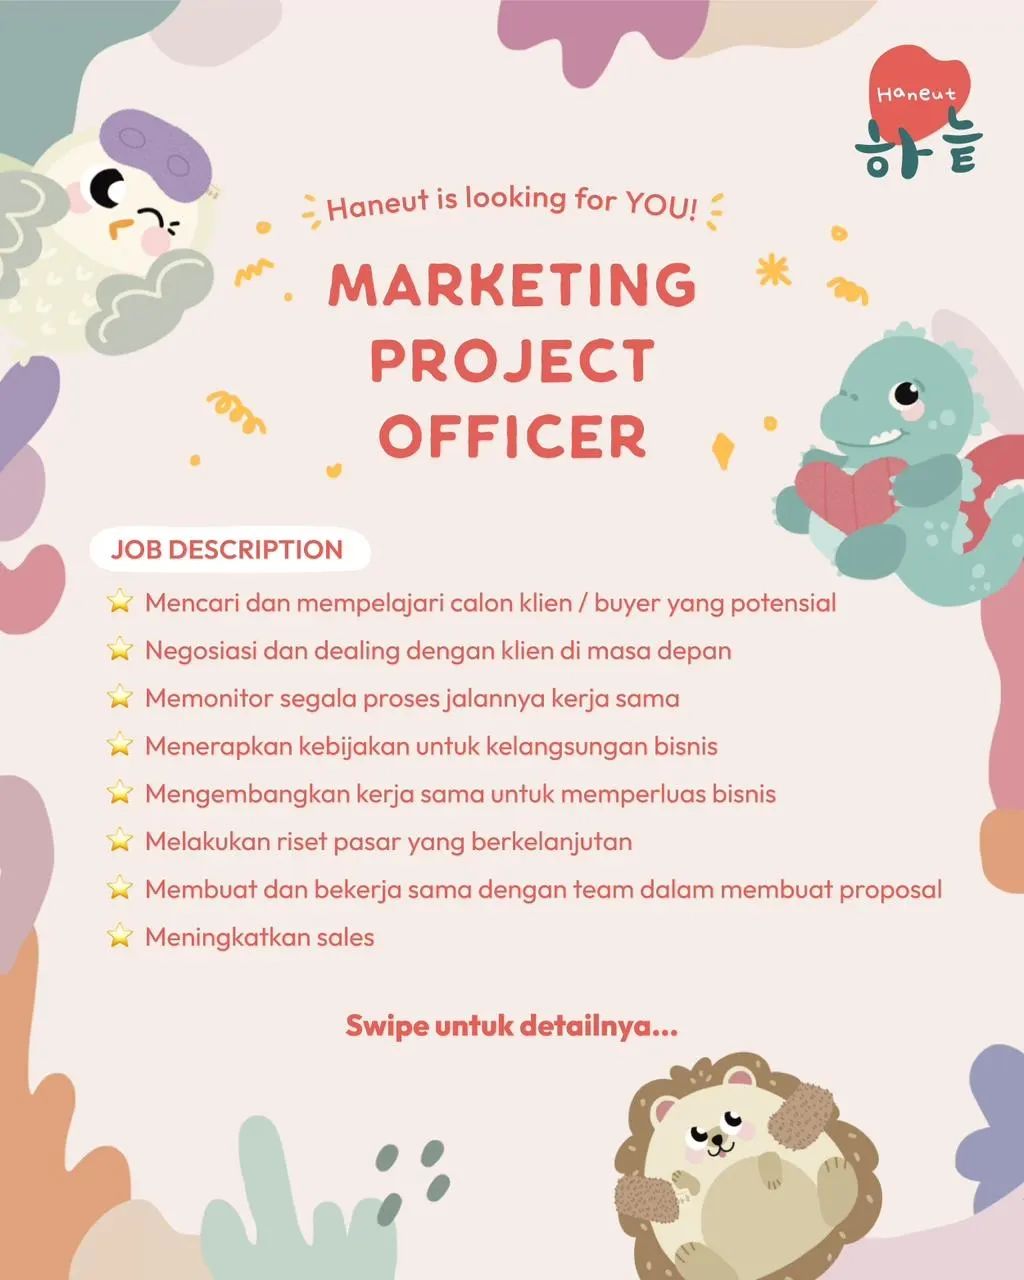 Haneut
하늩
Haneut is looking for YOU!
MARKETING
PROJECT
OFFICER
JOB DESCRIPTION
⭐ Mencari dan mempelajari calon klien / buyer yang potensial
⭐ Negosiasi dan dealing dengan klien di masa depan
⭐ Memonitor segala proses jalannya kerja sama
⭐ Menerapkan kebijakan untuk kelangsungan bisnis
⭐ Mengembangkan kerja sama untuk memperluas bisnis
⭐ Melakukan riset pasar yang berkelanjutan
⭐ Membuat dan bekerja sama dengan team dalam membuat proposal
⭐ Meningkatkan sales
Swipe untuk detailnya...